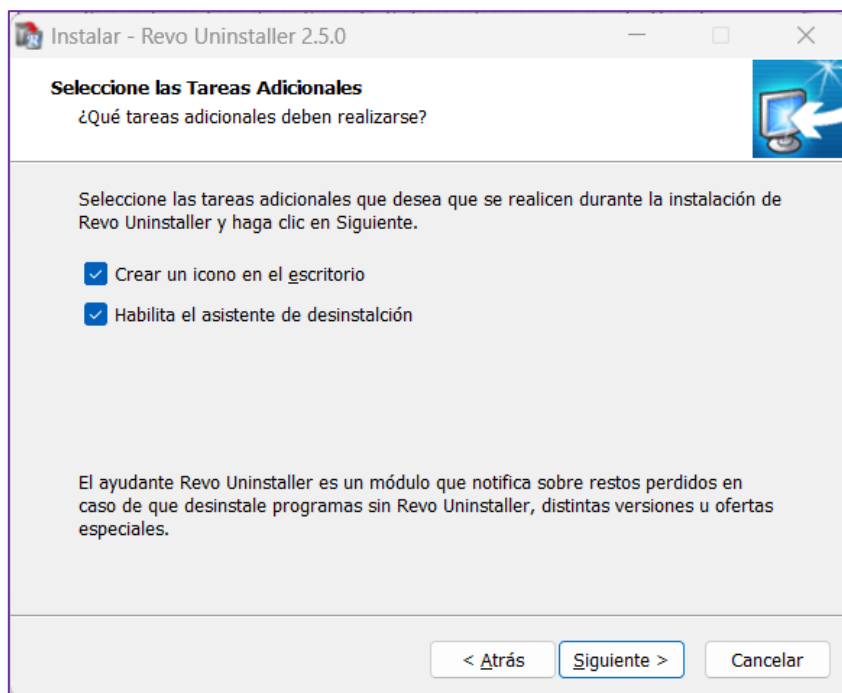 Instalar - Revo Uninstaller 2.5.0
Seleccione las Tareas Adicionales
¿Qué tareas adicionales deben realizarse?
Seleccione las tareas adicionales que desea que se realicen durante la instalación de
Revo Uninstaller y haga clic en Siguiente.
Crear un icono en el escritorio
Habilita el asistente de desinstalción
El ayudante Revo Uninstaller es un módulo que notifica sobre restos perdidos en
caso de que desinstale programas sin Revo Uninstaller, distintas versiones u ofertas
especiales.
< Atrás Siguiente > Cancelar